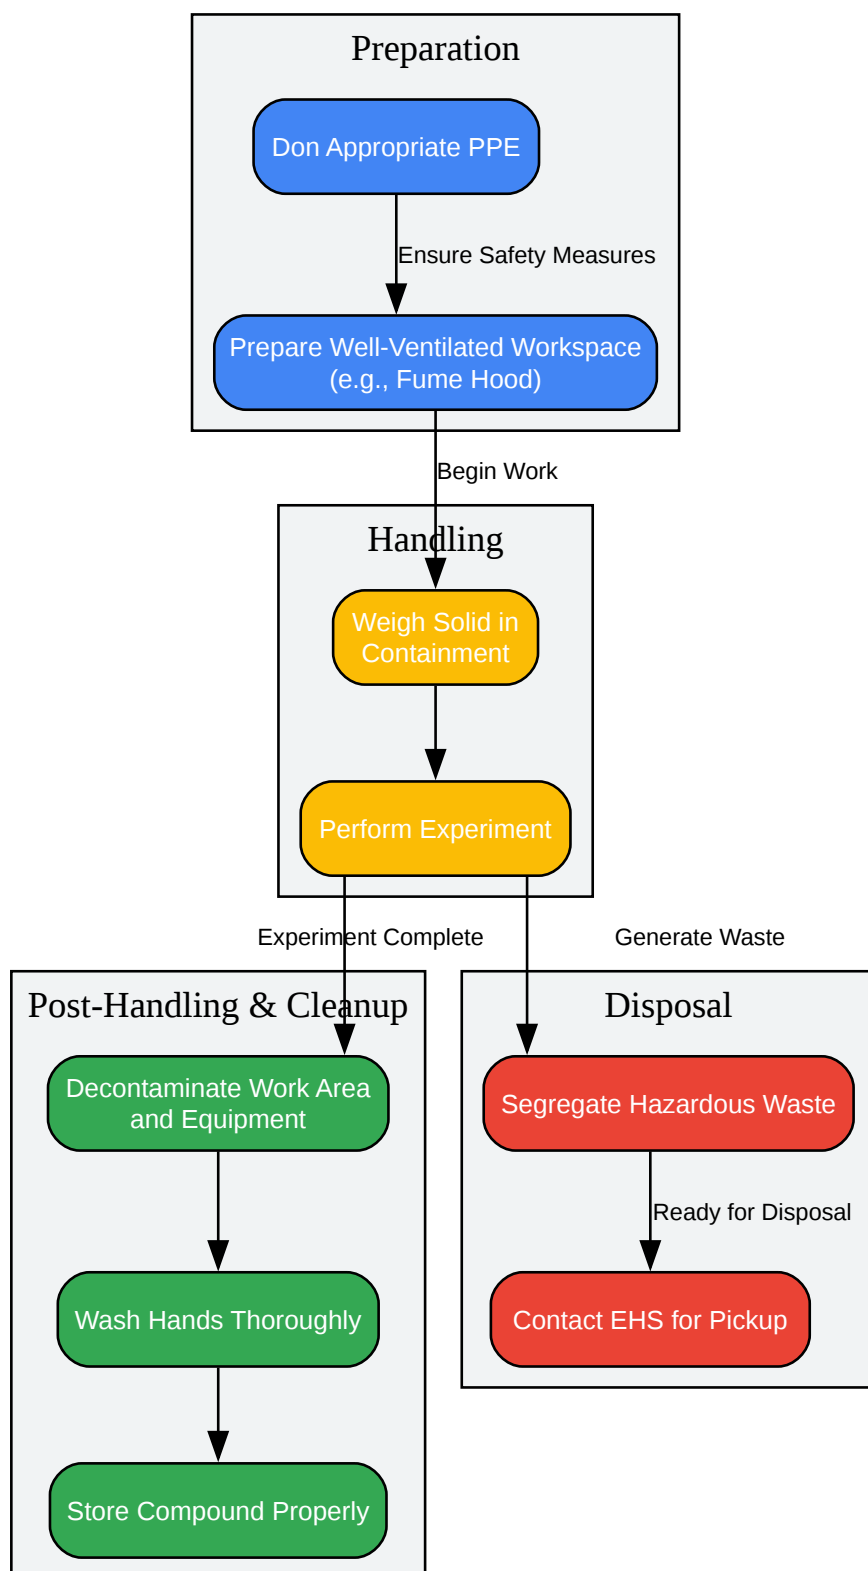 Preparation
Don Appropriate PPE
Ensure Safety Measures
Prepare Well-Ventilated Workspace
(e.g., Fume Hood)
Begin Work
Handling
Weigh Solid in
Containment
Perform Experiment
Experiment Complete
Generate Waste
Post-Handling & Cleanup
Disposal
Decontaminate Work Area
and Equipment
Segregate Hazardous Waste
Ready for Disposal
Wash Hands Thoroughly
Contact EHS for Pickup
Store Compound Properly